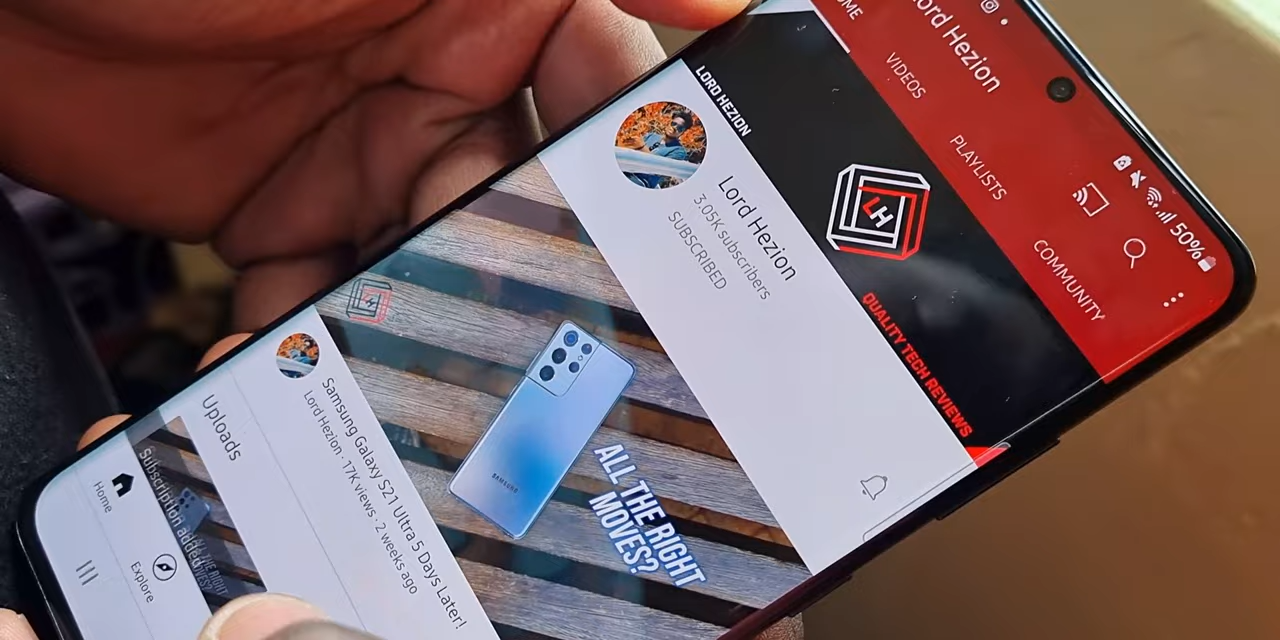 50%
Lord Hezion
VIDEOS
PLAYLISTS
COMMUNITY
LORD HEZION
LH
QUALITY TECH REVIEWS
Lord Hezion
3.05K subscribers
SUBSCRIBED
SAMSUNG
ALL THE RIGHT
MOVES?
Samsung Galaxy S21 Ultra 5 Days Later!
Lord Hezion · 17K views · 2 weeks ago
Uploads
Subscription added
Home
Explore